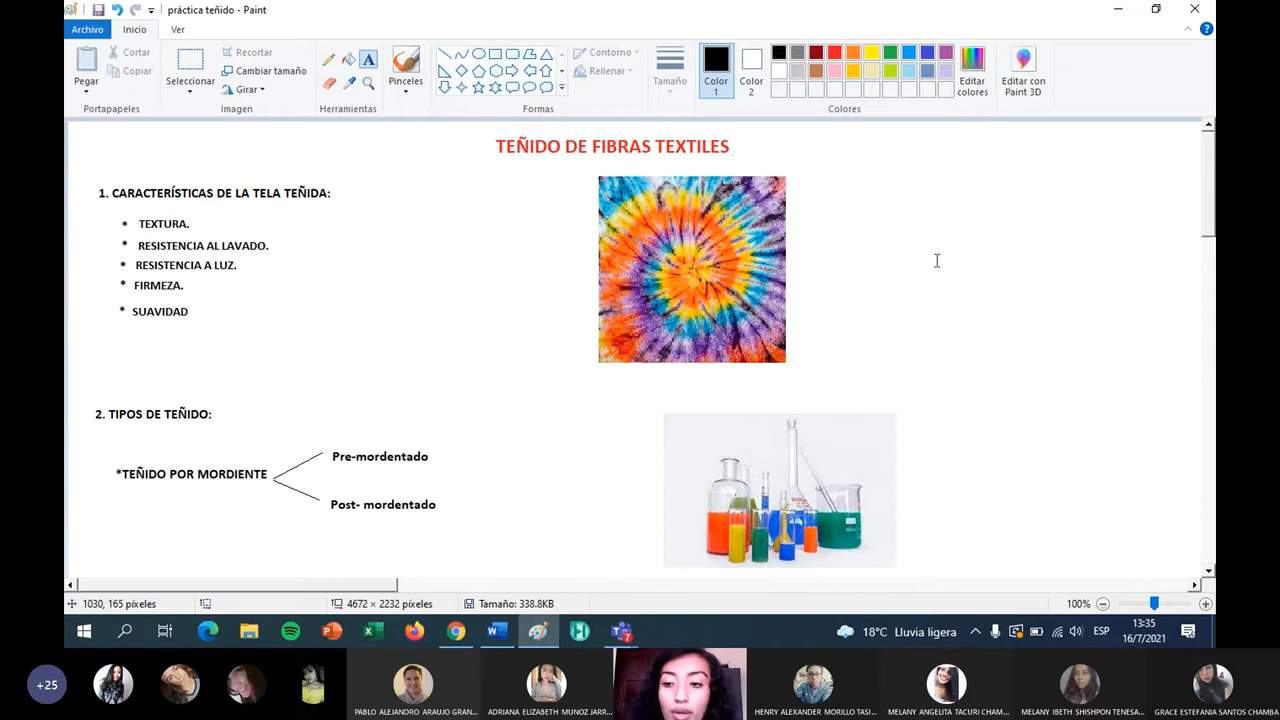 práctica teñido - Paint
Archivo
Inicio
Ver
Pegar
Cortar
Copiar
Portapapeles
Seleccionar
Recortar
Cambiar tamaño
Girar
Imagen
A
Herramientas
Pinceles
Formas
Contorno
Rellenar
Tamaño
Color 1
Color 2
Editar colores
Colores
Editar con Paint 3D
TEÑIDO DE FIBRAS TEXTILES
1. CARACTERÍSTICAS DE LA TELA TEÑIDA:
* TEXTURA.
* RESISTENCIA AL LAVADO.
* RESISTENCIA A LUZ.
* FIRMEZA.
* SUAVIDAD
2. TIPOS DE TEÑIDO:
*TEÑIDO POR MORDIENTE
Pre-mordentado
Post- mordentado
1030, 165 píxeles
4672 × 2232 píxeles
Tamaño: 338.8KB
100%
18°C Lluvia ligera
ESP
13:35
16/7/2021
+25
PABLO ALEJANDRO ARAUJO GRAN...
ADRIANA ELIZABETH MUNOZ JARR...
HENRY ALEXANDER MORILLO TASI...
MELANY ANGELITA TACURI CHAM...
MELANY IBETH SHISHPON TENESA...
GRACE ESTEFANIA SANTOS CHAMBA